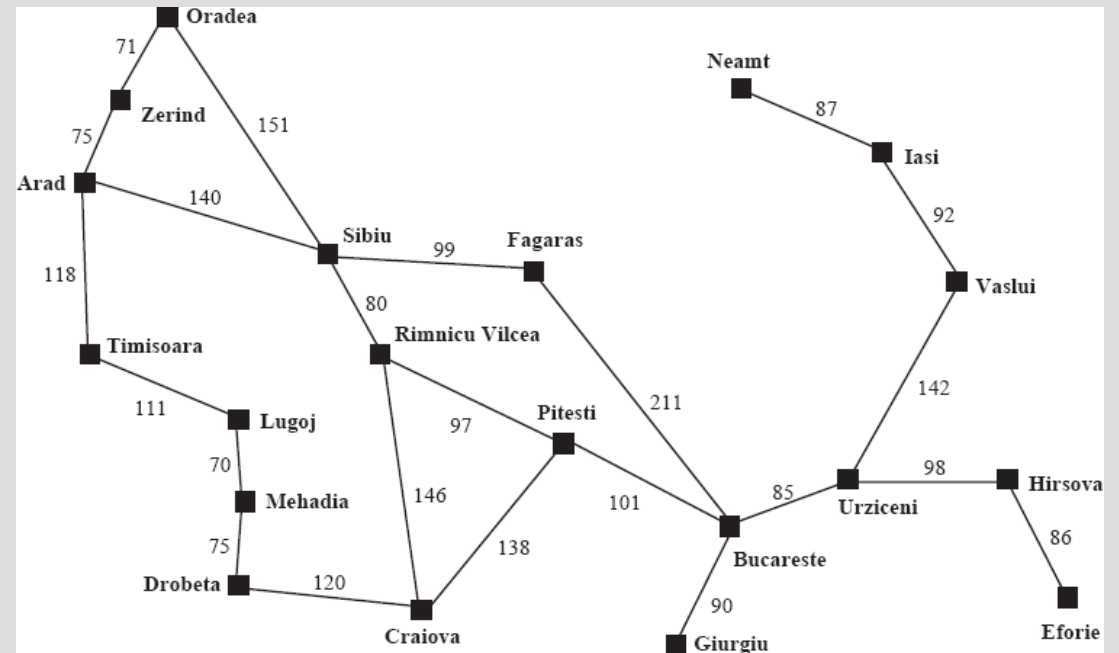 Oradea
71
Neamt
87
Zerind
151
75
Iasi
Arad
140
92
Sibiu
Fagaras
99
118
Vaslui
80
Rimnicu Vilcea
Timisoara
142
211
111
Lugoj
97
Pitesti
70
98
Hirsova
146
85
Mehadia
101
Urziceni
86
75
138
Bucareste
Drobeta
120
90
Craiova
Eforie
Giurgiu